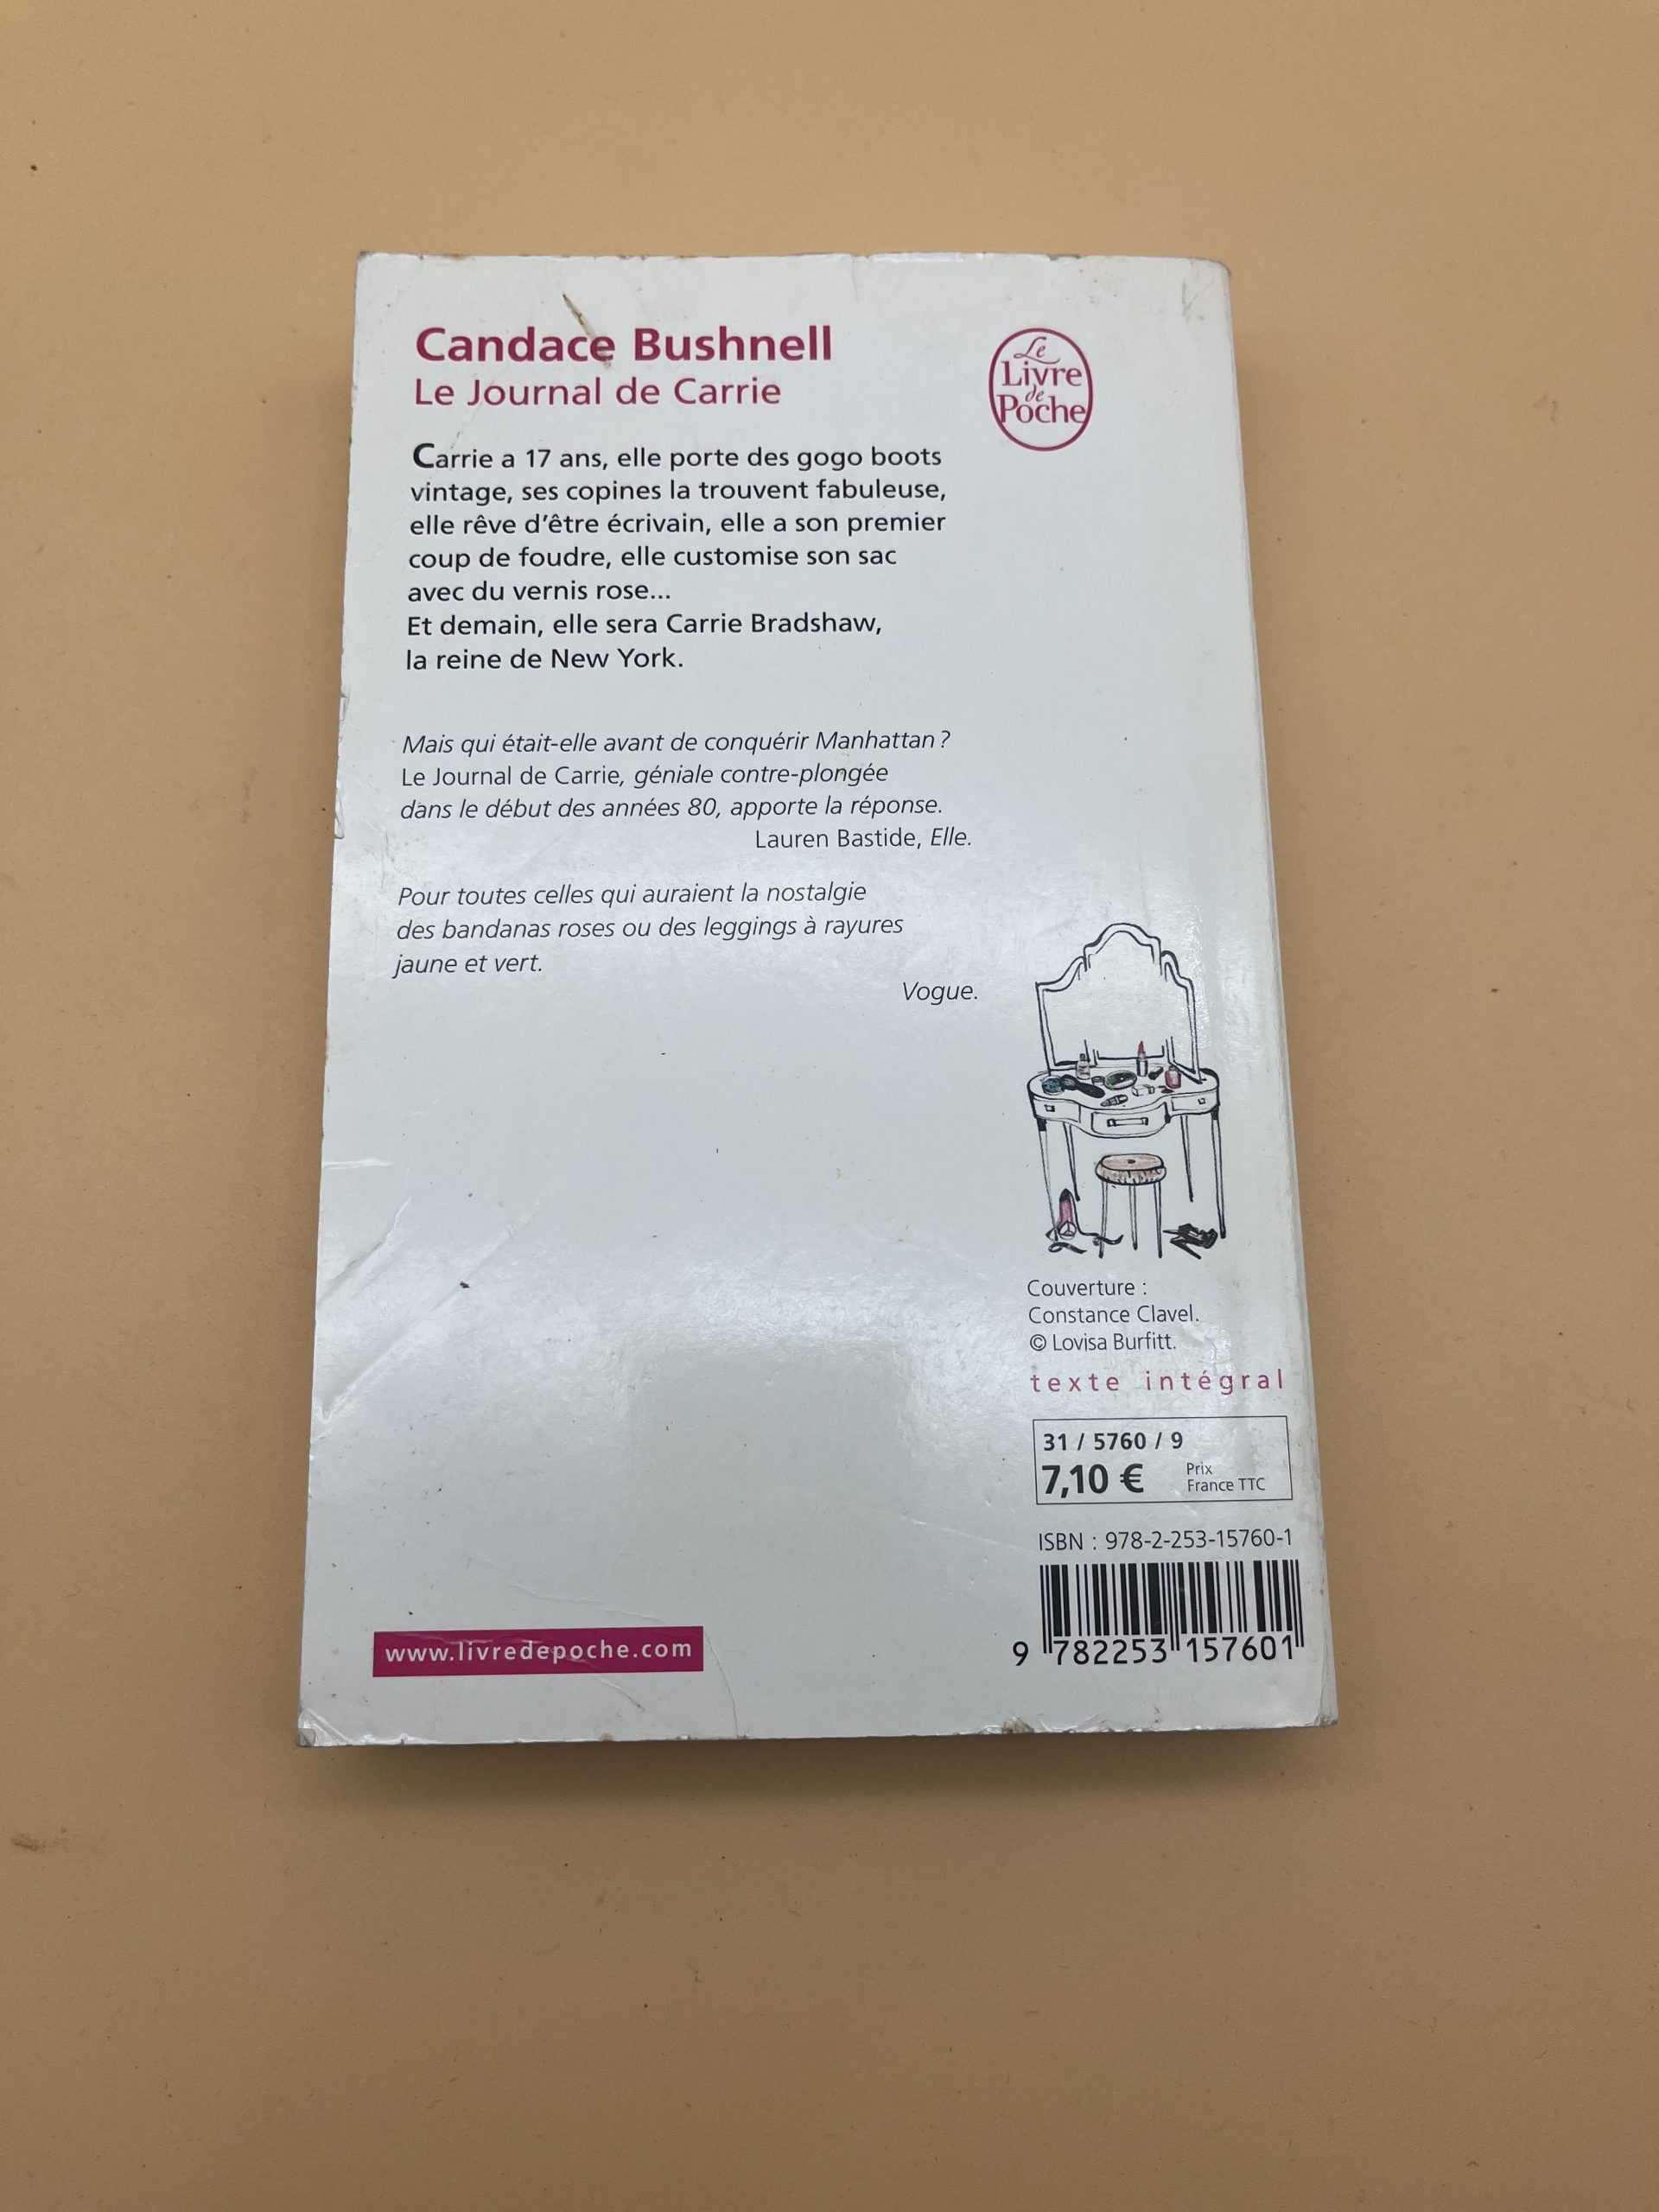 Candace Bushnell
Le Journal de Carrie
Le
Livre
de
Poche
Carrie a 17 ans, elle porte des gogo boots
vintage, ses copines la trouvent fabuleuse,
elle rêve d'être écrivain, elle a son premier
coup de foudre, elle customise son sac
avec du vernis rose...
Et demain, elle sera Carrie Bradshaw,
la reine de New York.
Mais qui était-elle avant de conquérir Manhattan ?
Le Journal de Carrie, géniale contre-plongée
dans le début des années 80, apporte la réponse.
Lauren Bastide, Elle.
Pour toutes celles qui auraient la nostalgie
des bandanas roses ou des leggings à rayures
jaune et vert.
Vogue.
Couverture :
Constance Clavel.
© Lovisa Burfitt.
texte intégral
31 / 5760 / 9
7,10 € Prix
France TTC
ISBN : 978-2-253-15760-1
9 782253 157601
www.livredepoche.com